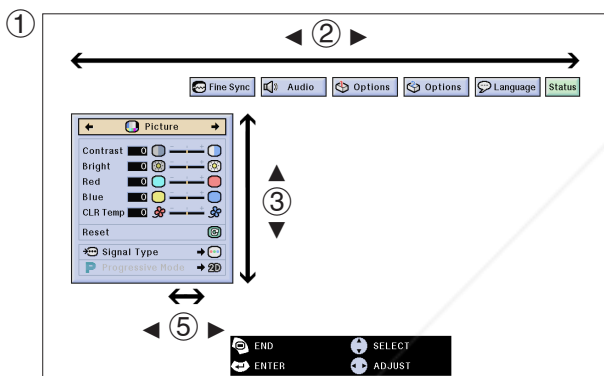 ①
◄ ② ►
Fine Sync Audio Options Options Language Status
Picture
Contrast 0
Bright 0
Red 0
Blue 0
CLR Temp 0
Reset
Signal Type
P Progressive Mode 2D
▲
③
▼
◄ ⑤ ►
END SELECT
ENTER ADJUST